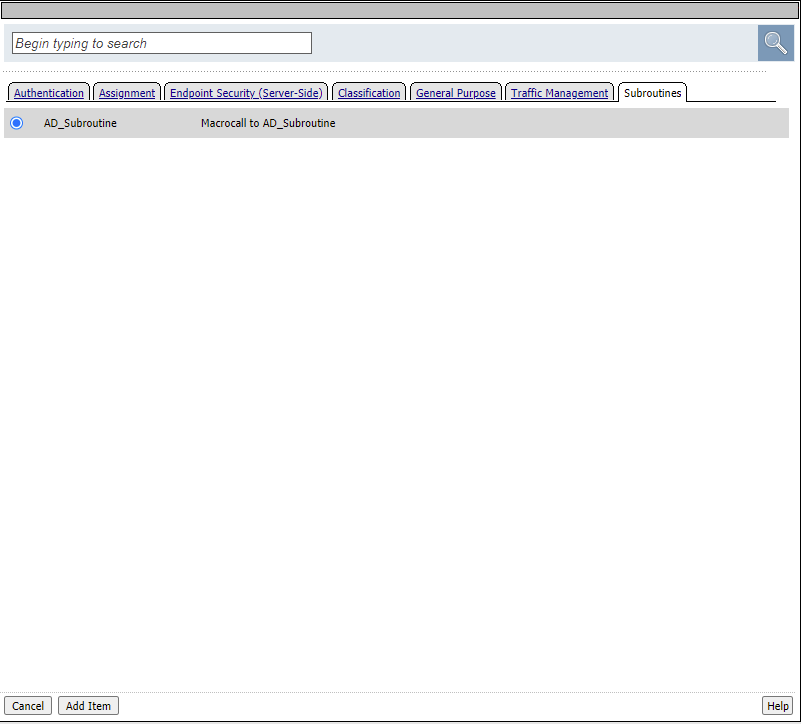 Begin typing to search
Authentication Assignment Endpoint Security (Server-Side) Classification General Purpose Traffic Management Subroutines
AD_Subroutine Macrocall to AD_Subroutine
Cancel Add Item Help